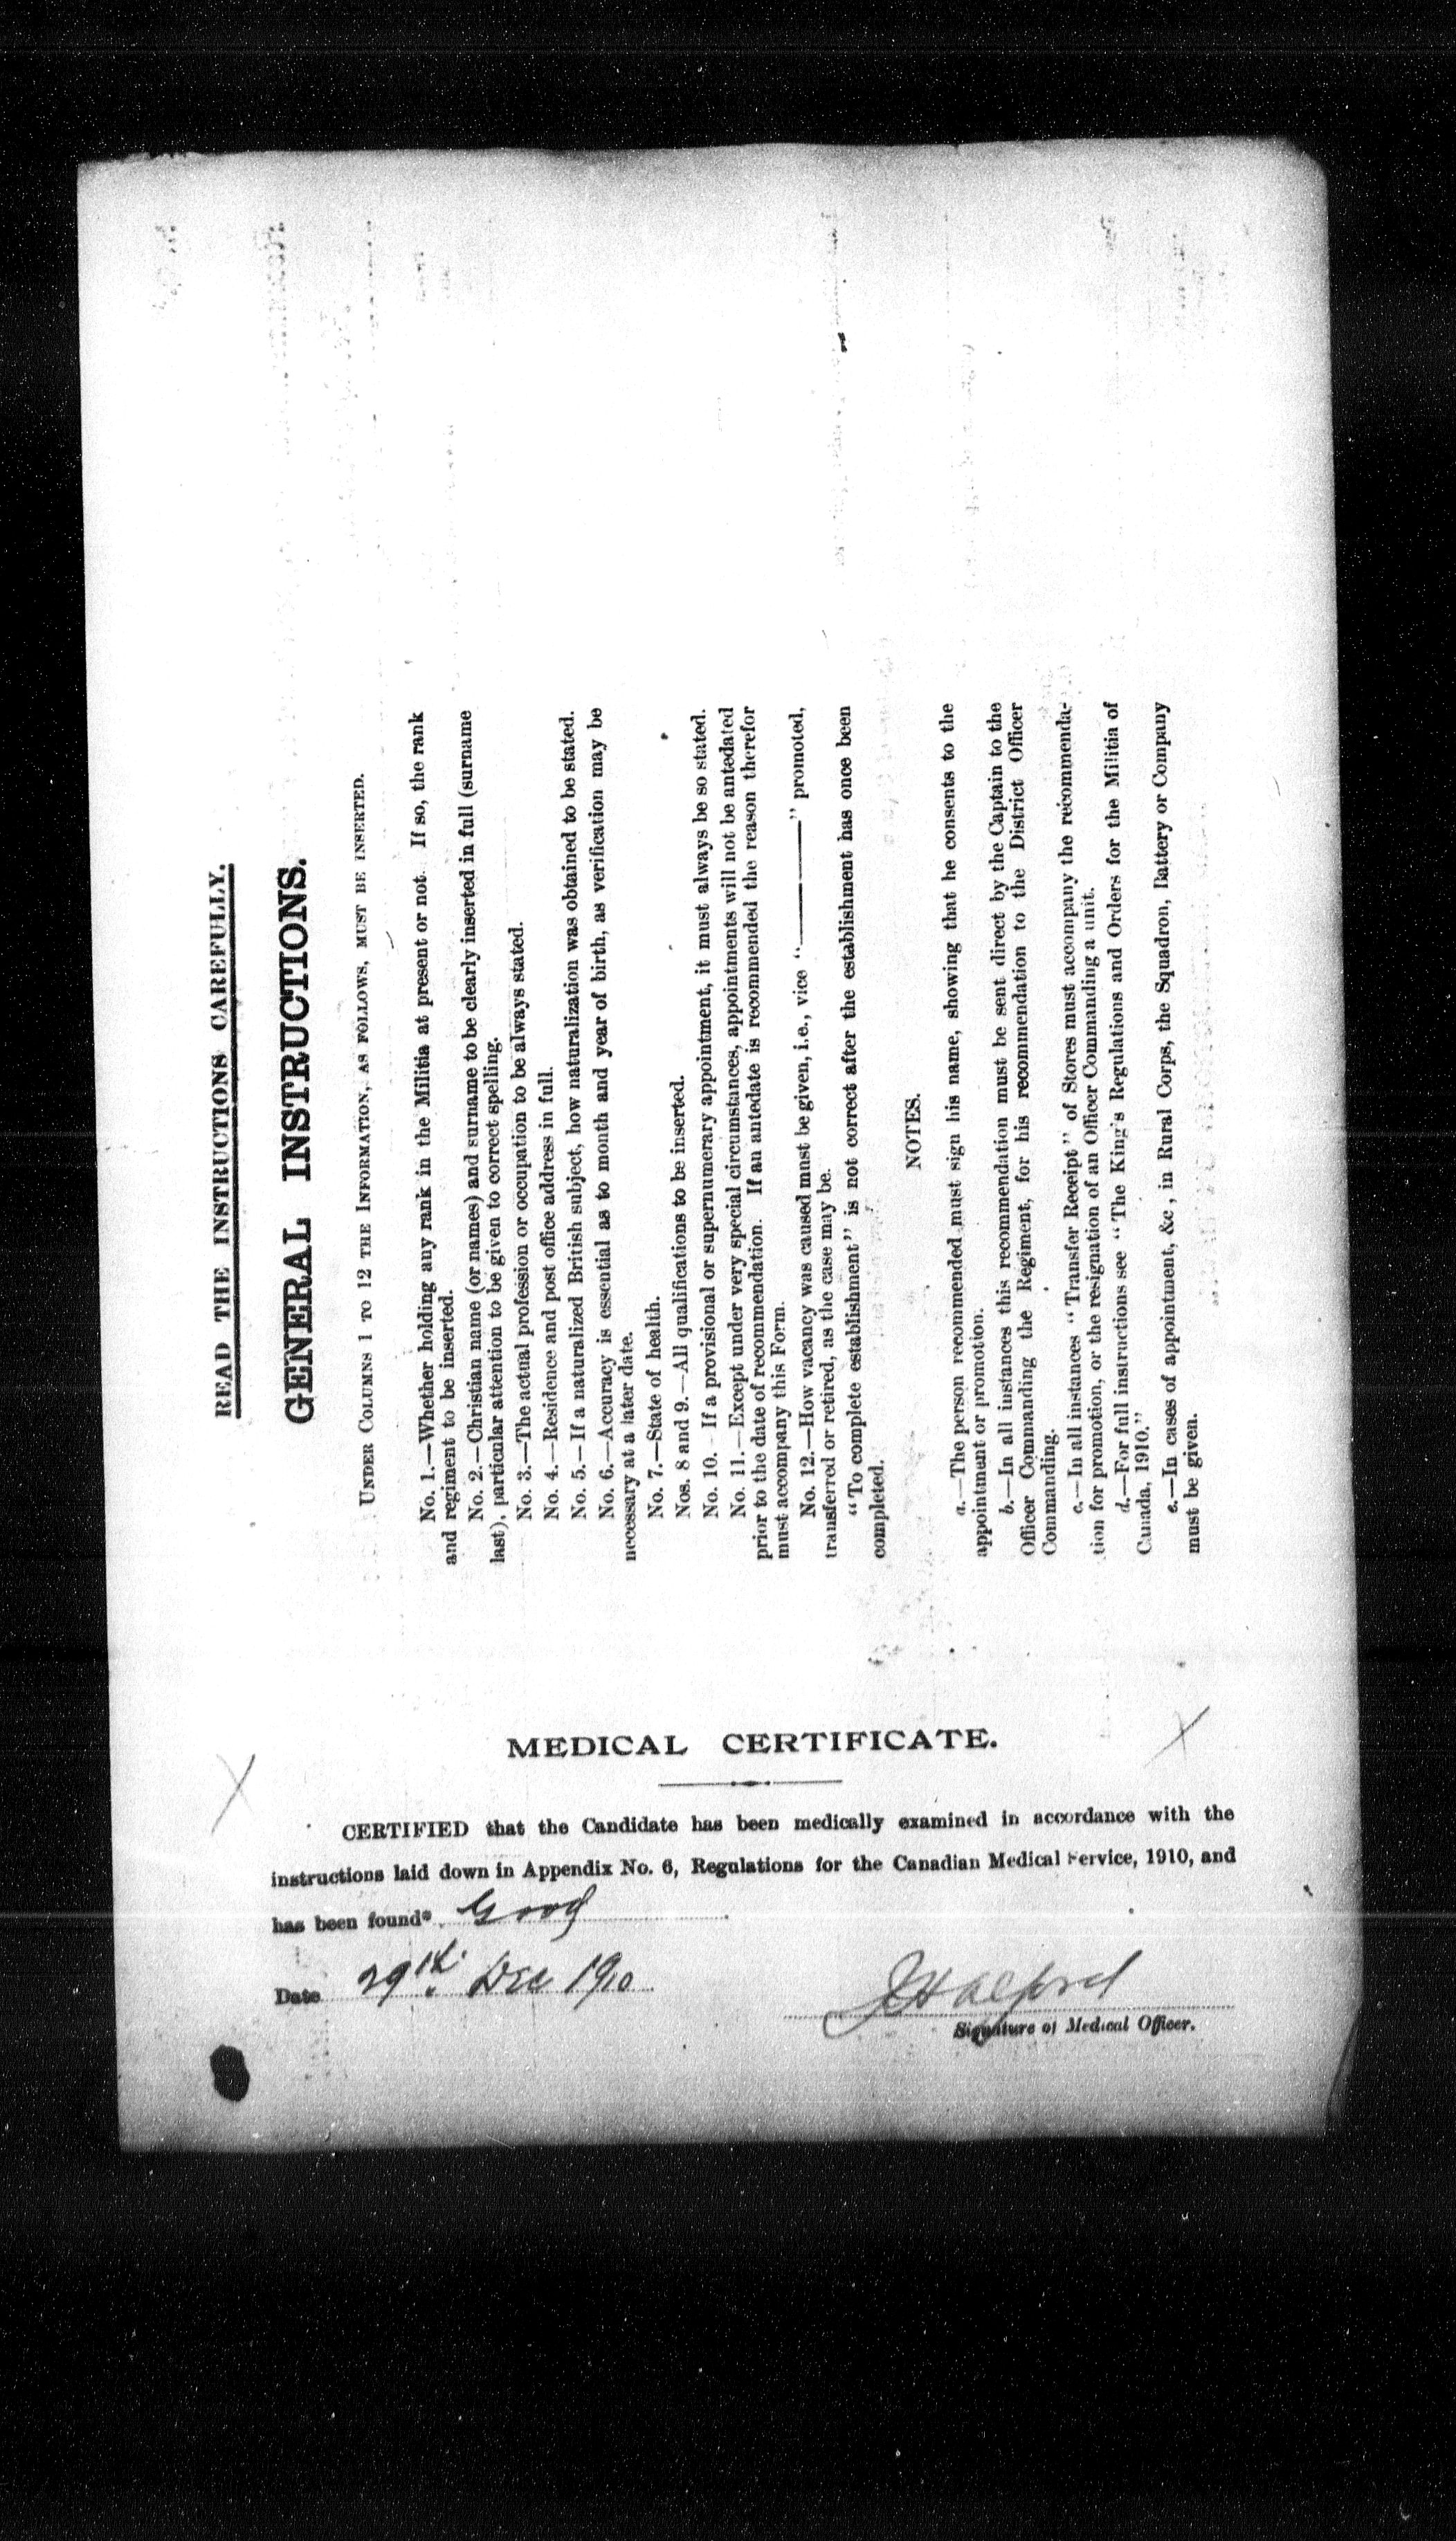 READ THE INSTRUCTIONS CAREFULLY.
GENERAL INSTRUCTIONS.
UNDER COLUMNS 1 TO 12 THE INFORMATION, AS FOLLOWS, MUST BE INSERTED.
No. 1.—Whether holding any rank in the Militia at present or not. If so, the rank
and regiment to be inserted.
No. 2.—Christian name (or names) and surname to be clearly inserted in full (surname
last), particular attention to be given to correct spelling.
No. 3.—The actual profession or occupation to be always stated.
No. 4.—Residence and post office address in full.
No. 5.—If a naturalized British subject, how naturalization was obtained to be stated.
No. 6.—Accuracy is essential as to month and year of birth, as verification may be
necessary at a later date.
No. 7.—State of health.
Nos. 8 and 9.—All qualifications to be inserted.
No. 10.—If a provisional or supernumerary appointment, it must always be so stated.
No. 11.—Except under very special circumstances, appointments will not be antedated
prior to the date of recommendation. If an antedate is recommended the reason therefor
must accompany this Form.
No. 12.—How vacancy was caused must be given, i.e., vice "———" promoted,
transferred or retired, as the case may be.
"To complete establishment" is not correct after the establishment has once been
completed.
NOTES.
a.—The person recommended must sign his name, showing that he consents to the
appointment or promotion.
b.—In all instances this recommendation must be sent direct by the Captain to the
Officer Commanding the Regiment, for his recommendation to the District Officer
Commanding.
c.—In all instances "Transfer Receipt" of Stores must accompany the recommenda-
tion for promotion, or the resignation of an Officer Commanding a unit.
d.—For full instructions see "The King's Regulations and Orders for the Militia of
Canada, 1910."
e.—In cases of appointment, &c, in Rural Corps, the Squadron, Battery or Company
must be given.
MEDICAL CERTIFICATE.
CERTIFIED that the Candidate has been medically examined in accordance with the
instructions laid down in Appendix No. 6, Regulations for the Canadian Medical Service, 1910, and
has been found* Good
Date 29th Dec 1910
J Halford
Signature of Medical Officer.